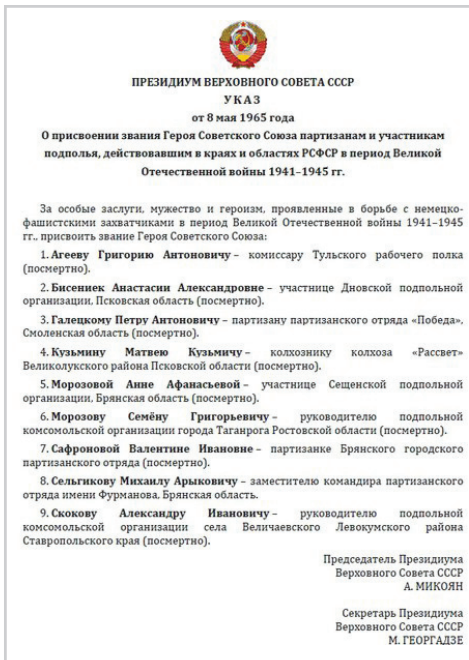 ПРЕЗИДИУМ ВЕРХОВНОГО СОВЕТА СССР
УКАЗ
от 8 мая 1965 года
О присвоении звания Героя Советского Союза партизанам и участникам
подполья, действовавшим в краях и областях РСФСР в период Великой
Отечественной войны 1941–1945 гг.
За особые заслуги, мужество и героизм, проявленные в борьбе с немецко-
фашистскими захватчиками в период Великой Отечественной войны 1941–1945
гг., присвоить звание Героя Советского Союза:
1. Агееву Григорию Антоновичу – комиссару Тульского рабочего полка
(посмертно).
2. Бисениек Анастасии Александровне – участнице Дновской подпольной
организации, Псковская область (посмертно).
3. Галецкому Петру Антоновичу – партизану партизанского отряда «Победа»,
Смоленская область (посмертно).
4. Кузьмину Матвею Кузьмичу – колхознику колхоза «Рассвет»
Великолукского района Псковской области (посмертно).
5. Морозовой Анне Афанасьевой – участнице Сещенской подпольной
организации, Брянская область (посмертно).
6. Морозову Семёну Григорьевичу – руководителю подпольной
комсомольской организации города Таганрога Ростовской области (посмертно).
7. Сафроновой Валентине Ивановне – партизанке Брянского городского
партизанского отряда (посмертно).
8. Сельгикову Михаилу Арыковичу – заместителю командира партизанского
отряда имени Фурманова, Брянская область.
9. Скокову Александру Ивановичу – руководителю подпольной
комсомольской организации села Величаевского Левокумского района
Ставропольского края (посмертно).
Председатель Президиума
Верховного Совета СССР
А. МИКОЯН
Секретарь Президиума
Верховного Совета СССР
М. ГЕОРГАДЗЕ